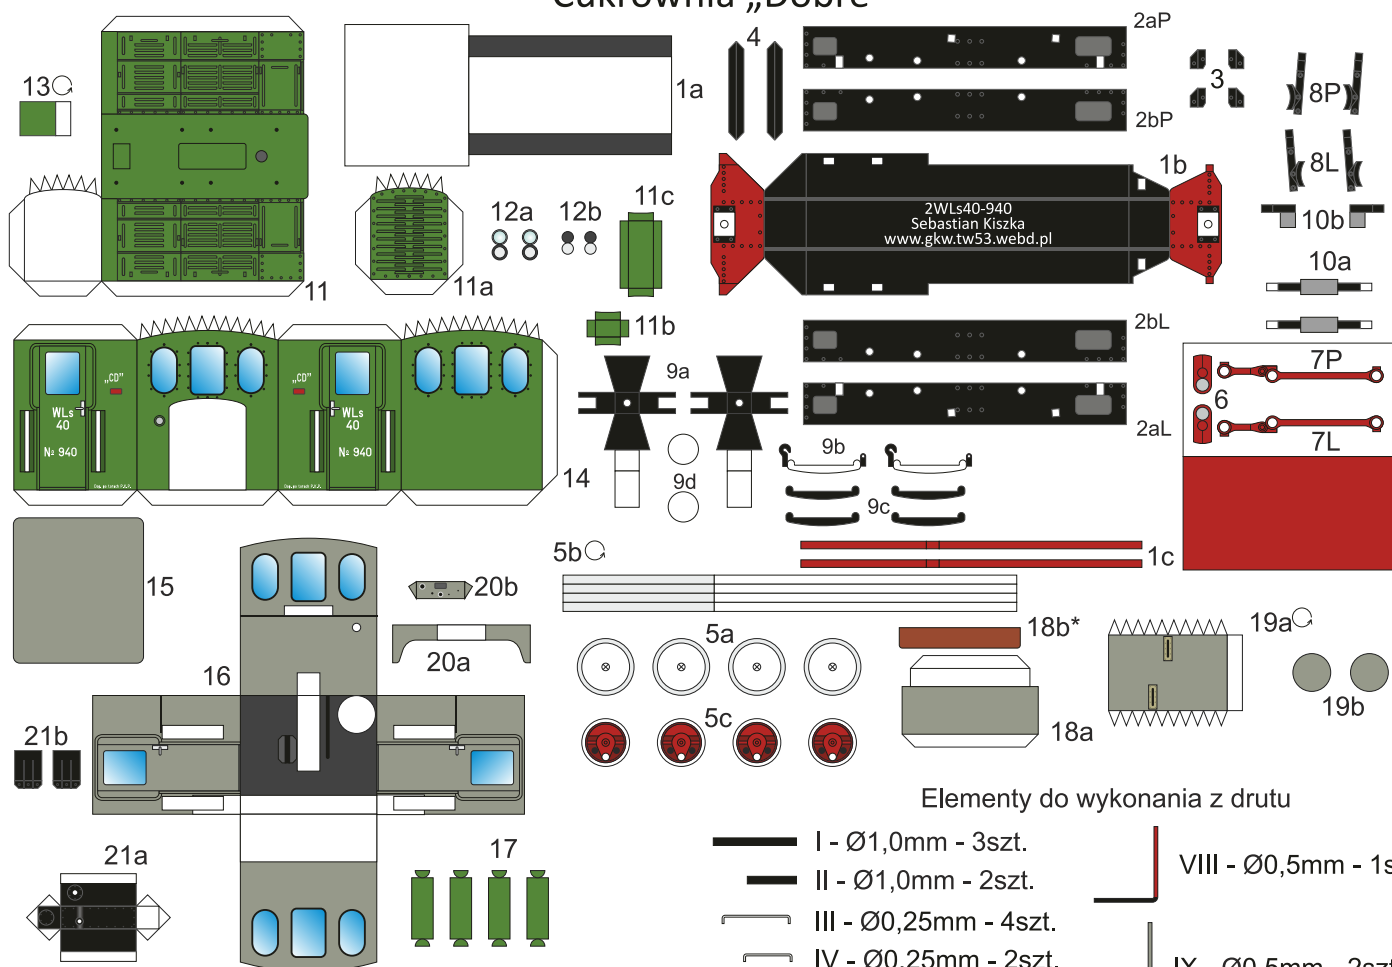 Cukrownia „Dobre"
2aP
4
3
13
1a
8P
2bP
8L
1b
11c
12a
12b
2WLs40-940
Sebastian Kiszka
www.gkw.tw53.webd.pl
10b
10a
11
11a
11b
2bL
9a
7P
6
7L
„CD”
WLs
40
№ 940
„CD”
WLs
40
№ 940
2aL
9b
14
9d
9c
5b
1c
15
20b
20a
5a
18b*
19a
16
19b
5c
18a
21b
Elementy do wykonania z drutu
21a
17
I - Ø1,0mm - 3szt.
II - Ø1,0mm - 2szt.
III - Ø0,25mm - 4szt.
IV - Ø0,25mm - 2szt.
VIII - Ø0,5mm - 1s
IX - Ø0,5mm - 2szt